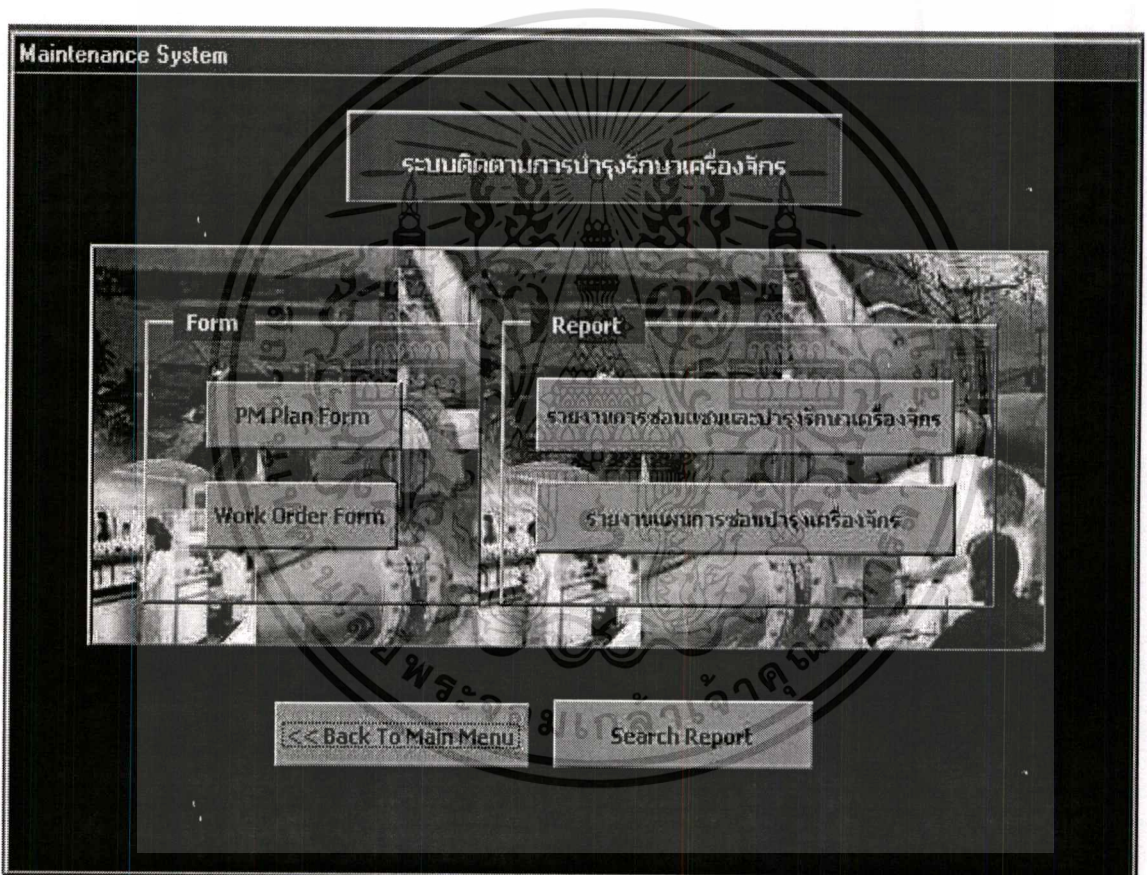 Maintenance System
ระบบติดตามการบำรุงรักษาเครื่องจักร
Form
Report
PM Plan Form
รายงานการซ่อมแซมและบำรุงรักษาเครื่องจักร
Work Order Form
รายงานแผนการซ่อมบำรุงเครื่องจักร
<< Back To Main Menu
Search Report